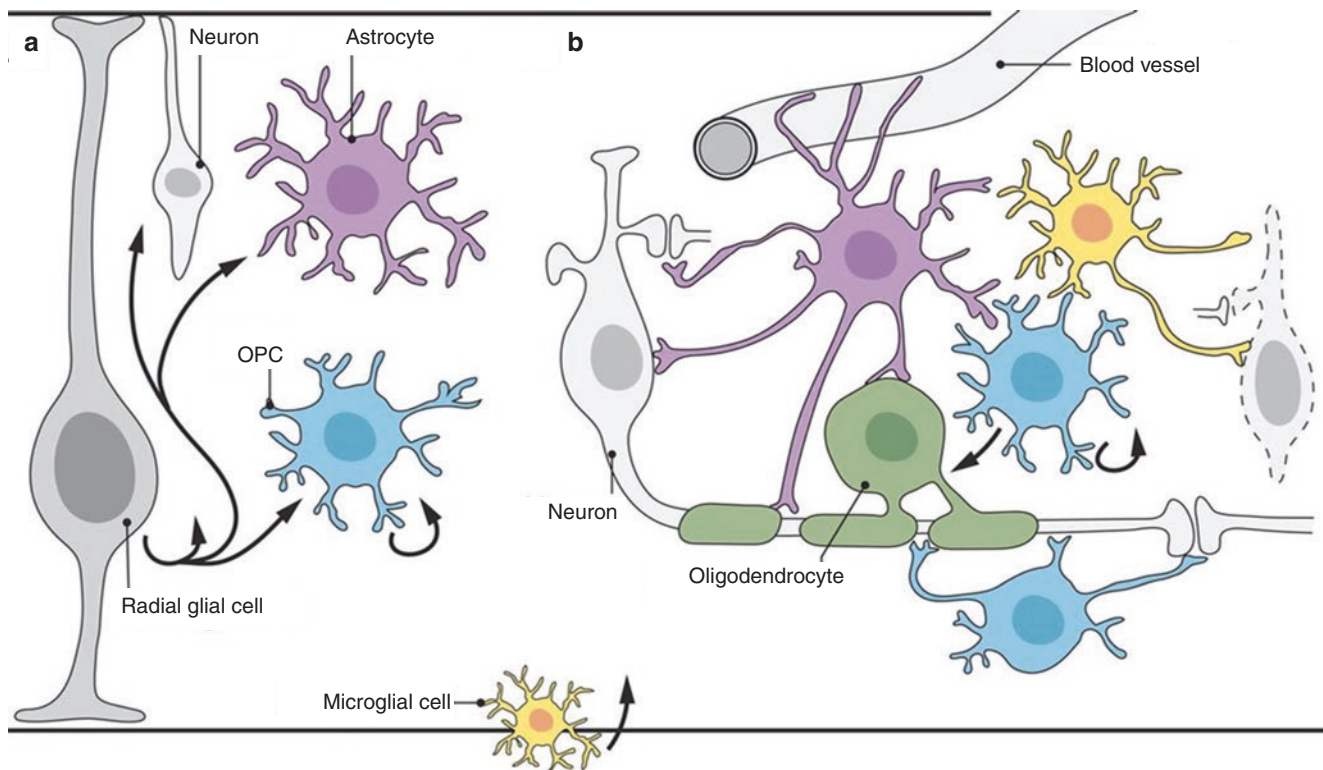 a
Neuron
Astrocyte
OPC
Radial glial cell
Microglial cell
b
Blood vessel
Neuron
Oligodendrocyte